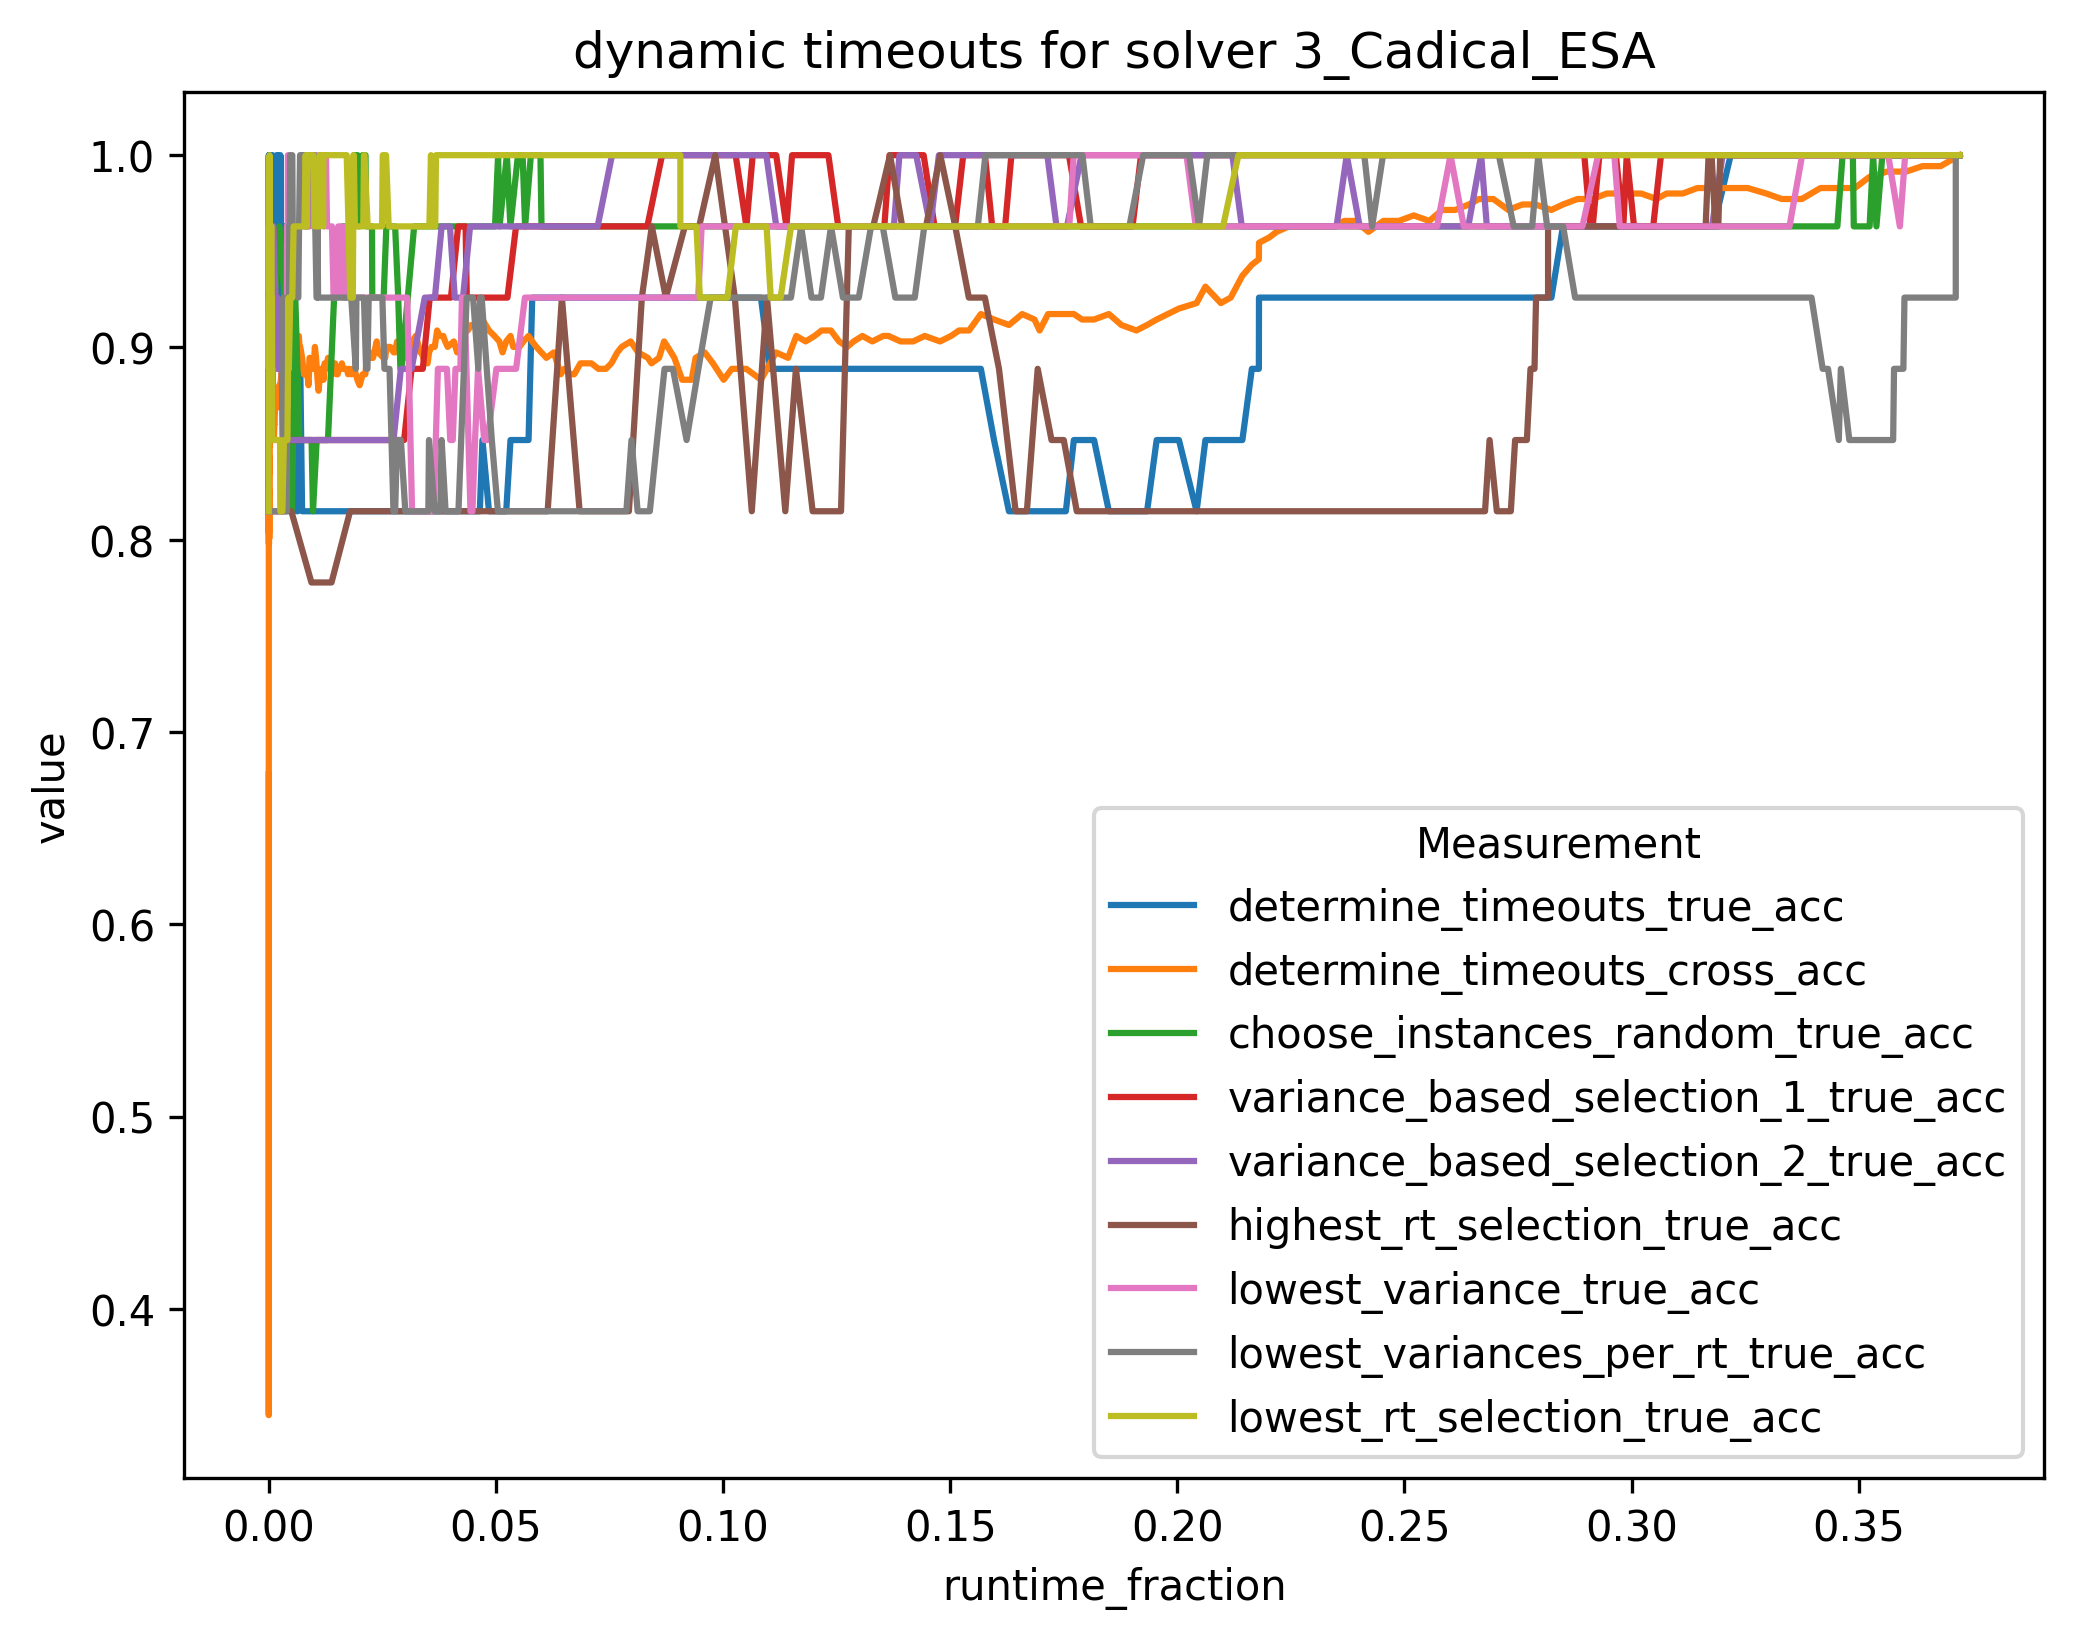 dynamic timeouts for solver 3_Cadical_ESA
value
1.0
0.9
0.8
0.7
0.6
0.5
0.4
Measurement
determine_timeouts_true_acc
determine_timeouts_cross_acc
choose_instances_random_true_acc
variance_based_selection_1_true_acc
variance_based_selection_2_true_acc
highest_rt_selection_true_acc
lowest_variance_true_acc
lowest_variances_per_rt_true_acc
lowest_rt_selection_true_acc
0.00 0.05 0.10 0.15 0.20 0.25 0.30 0.35
runtime_fraction